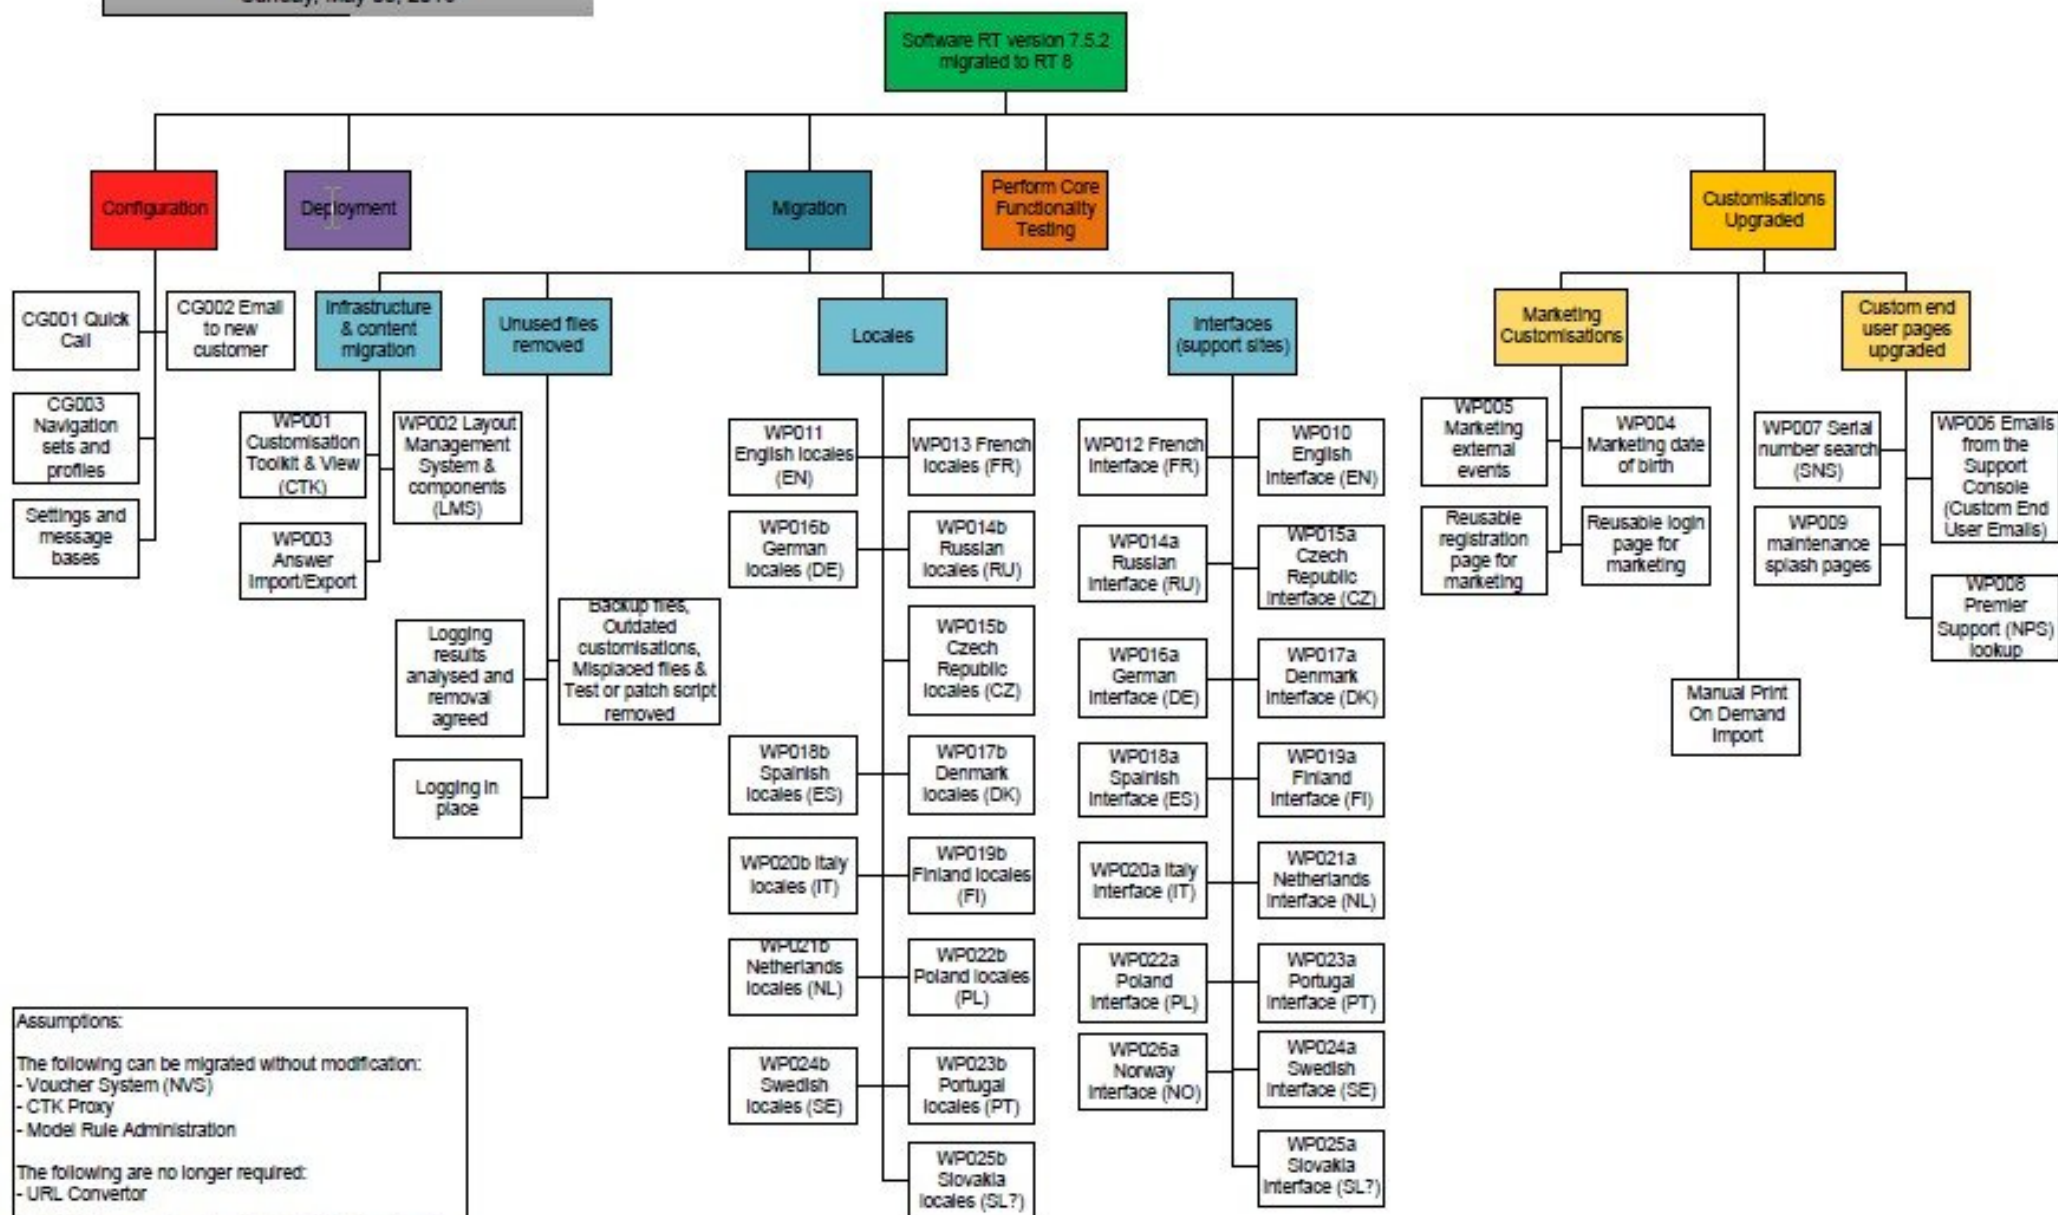 Software RT version 7.5.2
migrated to RT 8
Configuration
Deployment
Migration
Perform Core
Functionality
Testing
Customisations
Upgraded
CG001 Quick
Call
CG002 Email
to new
customer
CG003
Navigation
sets and
profiles
Settings and
message
bases
Infrastructure
& content
migration
WP001
Customisation
Toolkit & View
(CTK)
WP002 Layout
Management
System &
components
(LMS)
WP003
Answer
Import/Export
Unused files
removed
Logging
results
analysed and
removal
agreed
Backup files,
Outdated
customisations,
Misplaced files &
Test or patch script
removed
Logging in
place
Locales
WP011
English locales
(EN)
WP013 French
locales (FR)
WP016b
German
locales (DE)
WP014b
Russian
locales (RU)
WP015b
Czech
Republic
locales (CZ)
WP018b
Spainish
locales (ES)
WP017b
Denmark
locales (DK)
WP020b Italy
locales (IT)
WP019b
Finland locales
(FI)
WP021b
Netherlands
locales (NL)
WP022b
Poland locales
(PL)
WP024b
Swedish
locales (SE)
WP023b
Portugal
locales (PT)
WP025b
Slovakia
locales (SL?)
Interfaces
(support sites)
WP012 French
Interface (FR)
WP010
English
Interface (EN)
WP014a
Russian
Interface (RU)
WP015a
Czech
Republic
Interface (CZ)
WP016a
German
Interface (DE)
WP017a
Denmark
Interface (DK)
WP018a
Spainish
Interface (ES)
WP019a
Finland
Interface (FI)
WP020a Italy
Interface (IT)
WP021a
Netherlands
Interface (NL)
WP022a
Poland
Interface (PL)
WP023a
Portugal
Interface (PT)
WP026a
Norway
Interface (NO)
WP024a
Swedish
Interface (SE)
WP025a
Slovakia
Interface (SL?)
Marketing
Customisations
WP005
Marketing
external
events
WP004
Marketing date
of birth
Reusable
registration
page for
marketing
Reusable login
page for
marketing
Manual Print
On Demand
Import
Custom end
user pages
upgraded
WP007 Serial
number search
(SNS)
WP006 Emails
from the
Support
Console
(Custom End
User Emails)
WP009
maintenance
splash pages
WP008
Premier
Support (NPS)
lookup
Assumptions:
The following can be migrated without modification:
- Voucher System (NVS)
- CTK Proxy
- Model Rule Administration
The following are no longer required:
- URL Convertor